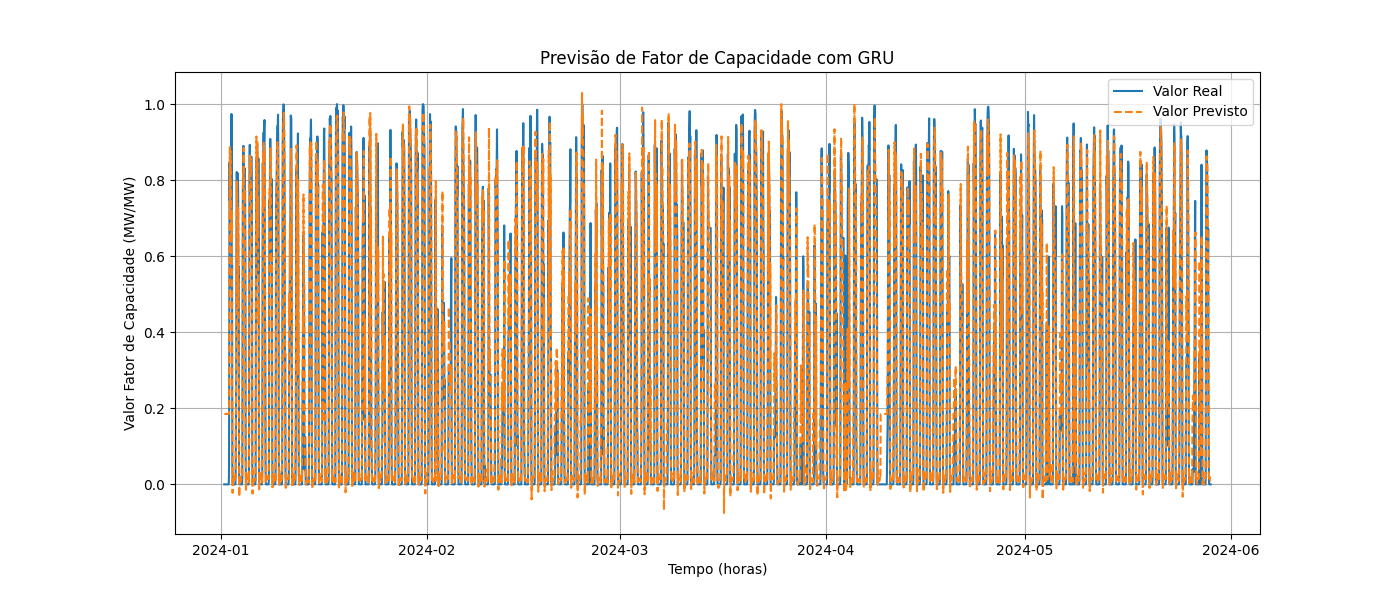 Previsão de Fator de Capacidade com GRU
Valor Real
Valor Previsto
Valor Fator de Capacidade (MW/MW)
1.0
0.8
0.6
0.4
0.2
0.0
2024-01 2024-02 2024-03 2024-04 2024-05 2024-06
Tempo (horas)